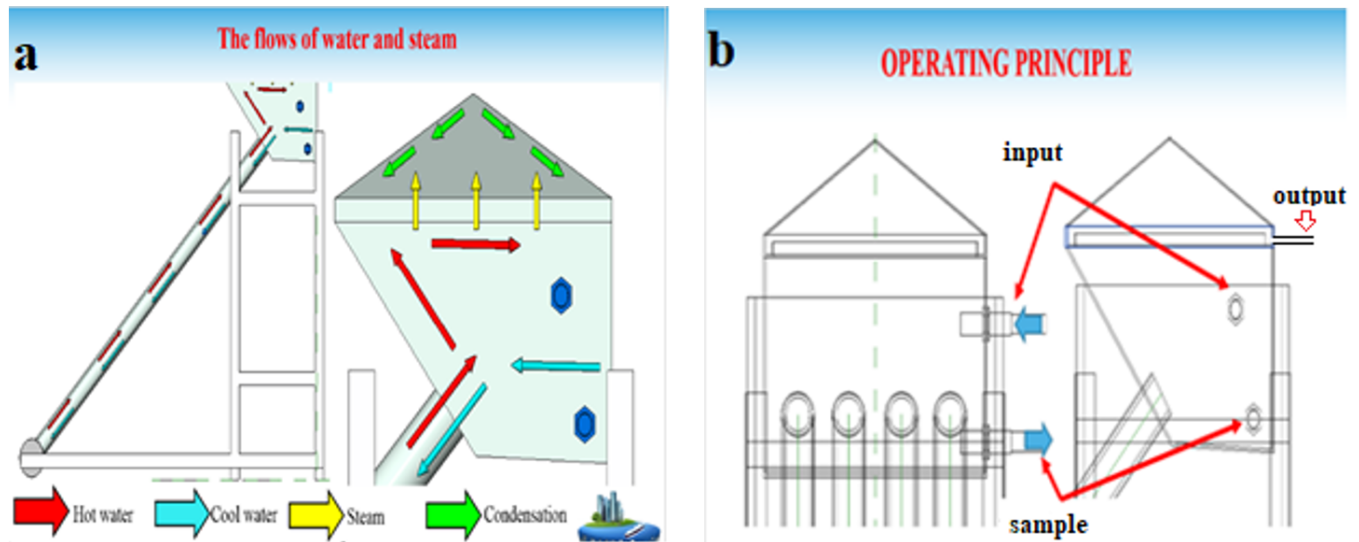 a
The flows of water and steam
Hot water
Cool water
Steam
Condensation
b
OPERATING PRINCIPLE
input
output
sample